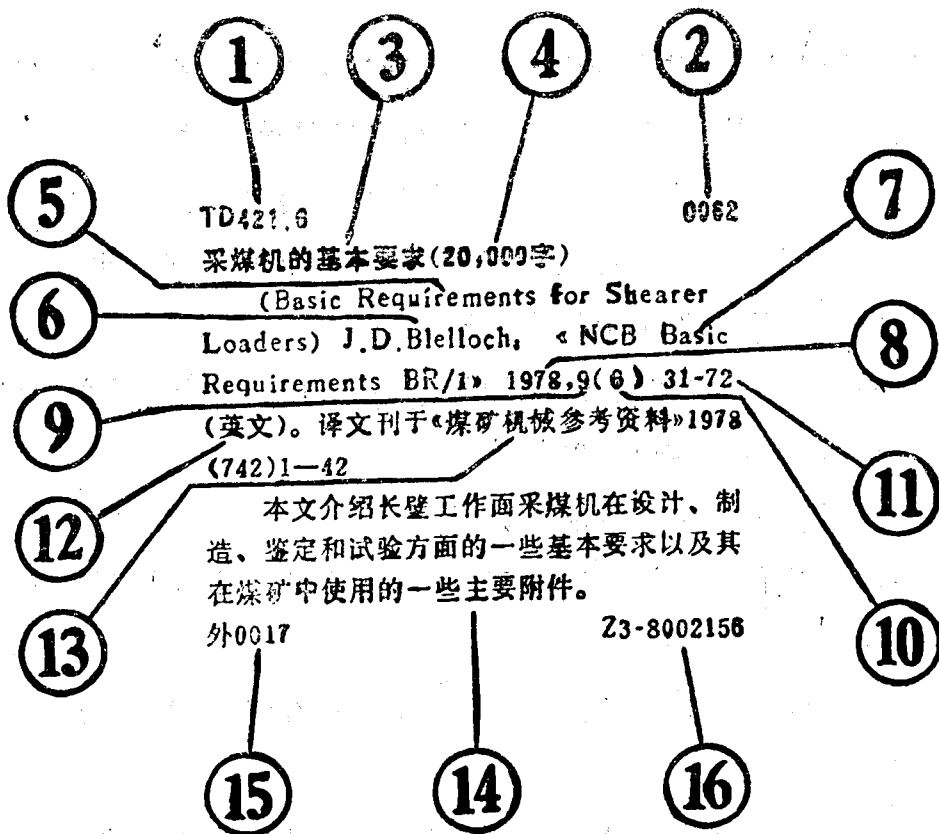 ① ③ ④ ②
⑤ ⑦
TD421.6 0062
采煤机的基本要求(20,000字)
(Basic Requirements for Shearer
⑥ ⑧
Loaders) J.D.Blelloch, «NCB Basic
Requirements BR/1» 1978,9(6) 31-72
⑨ ⑪
(英文)。译文刊于«煤矿机械参考资料»1978
(742)1—42
⑫ ⑩
本文介绍长壁工作面采煤机在设计、制
造、鉴定和试验方面的一些基本要求以及其
在煤矿中使用的一些主要附件。
⑬
外0017 Z3-8002156
⑮ ⑭ ⑯